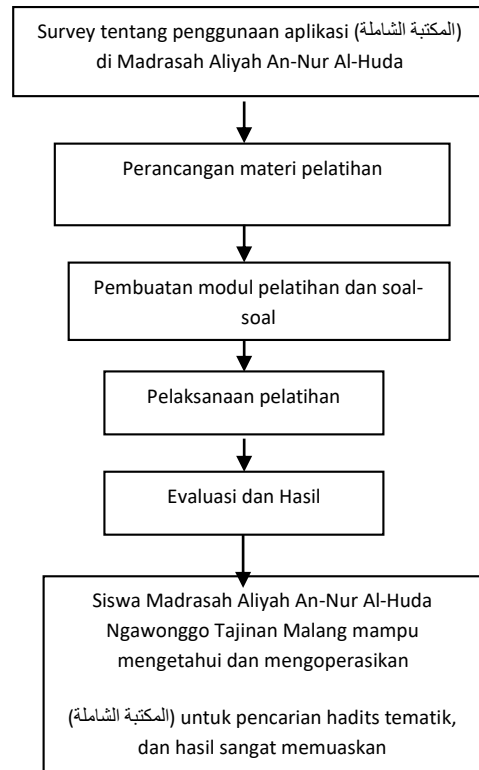 Survey tentang penggunaan aplikasi (المكتبة الشاملة)
di Madrasah Aliyah An-Nur Al-Huda
Perancangan materi pelatihan
Pembuatan modul pelatihan dan soal-
soal
Pelaksanaan pelatihan
Evaluasi dan Hasil
Siswa Madrasah Aliyah An-Nur Al-Huda
Ngawonggo Tajinan Malang mampu
mengetahui dan mengoperasikan
(المكتبة الشاملة) untuk pencarian hadits tematik,
dan hasil sangat memuaskan